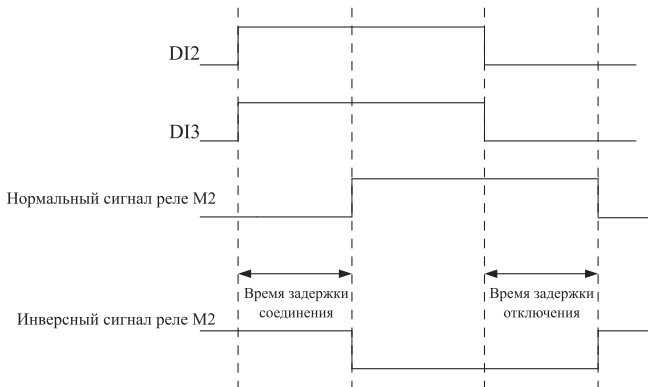 DI2
DI3
Нормальный сигнал реле M2
Время задержки
соединения
Время задержки
отключения
Инверсный сигнал реле M2